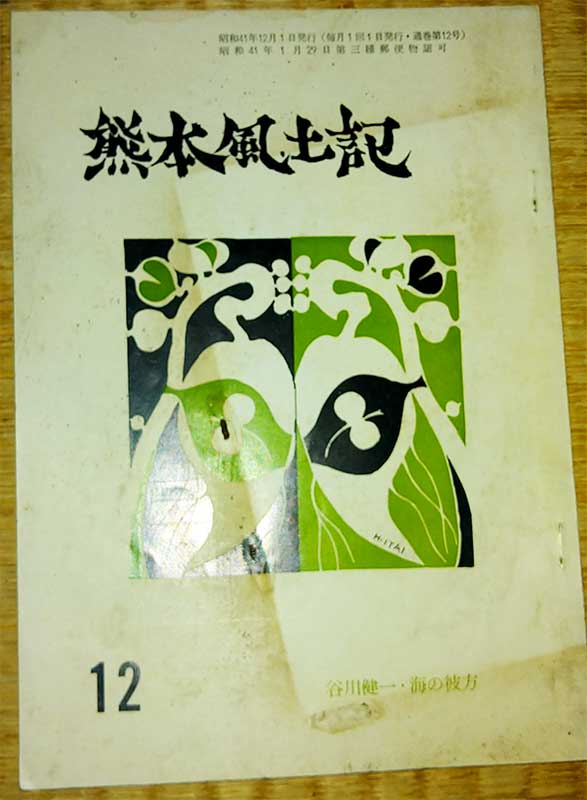 昭和41年12月1日発行(毎月1回1日発行・通巻第12号)
昭和41年1月29日第三種郵便物認可
熊本風土記
H·ITAI
12
谷川健一・海の彼方